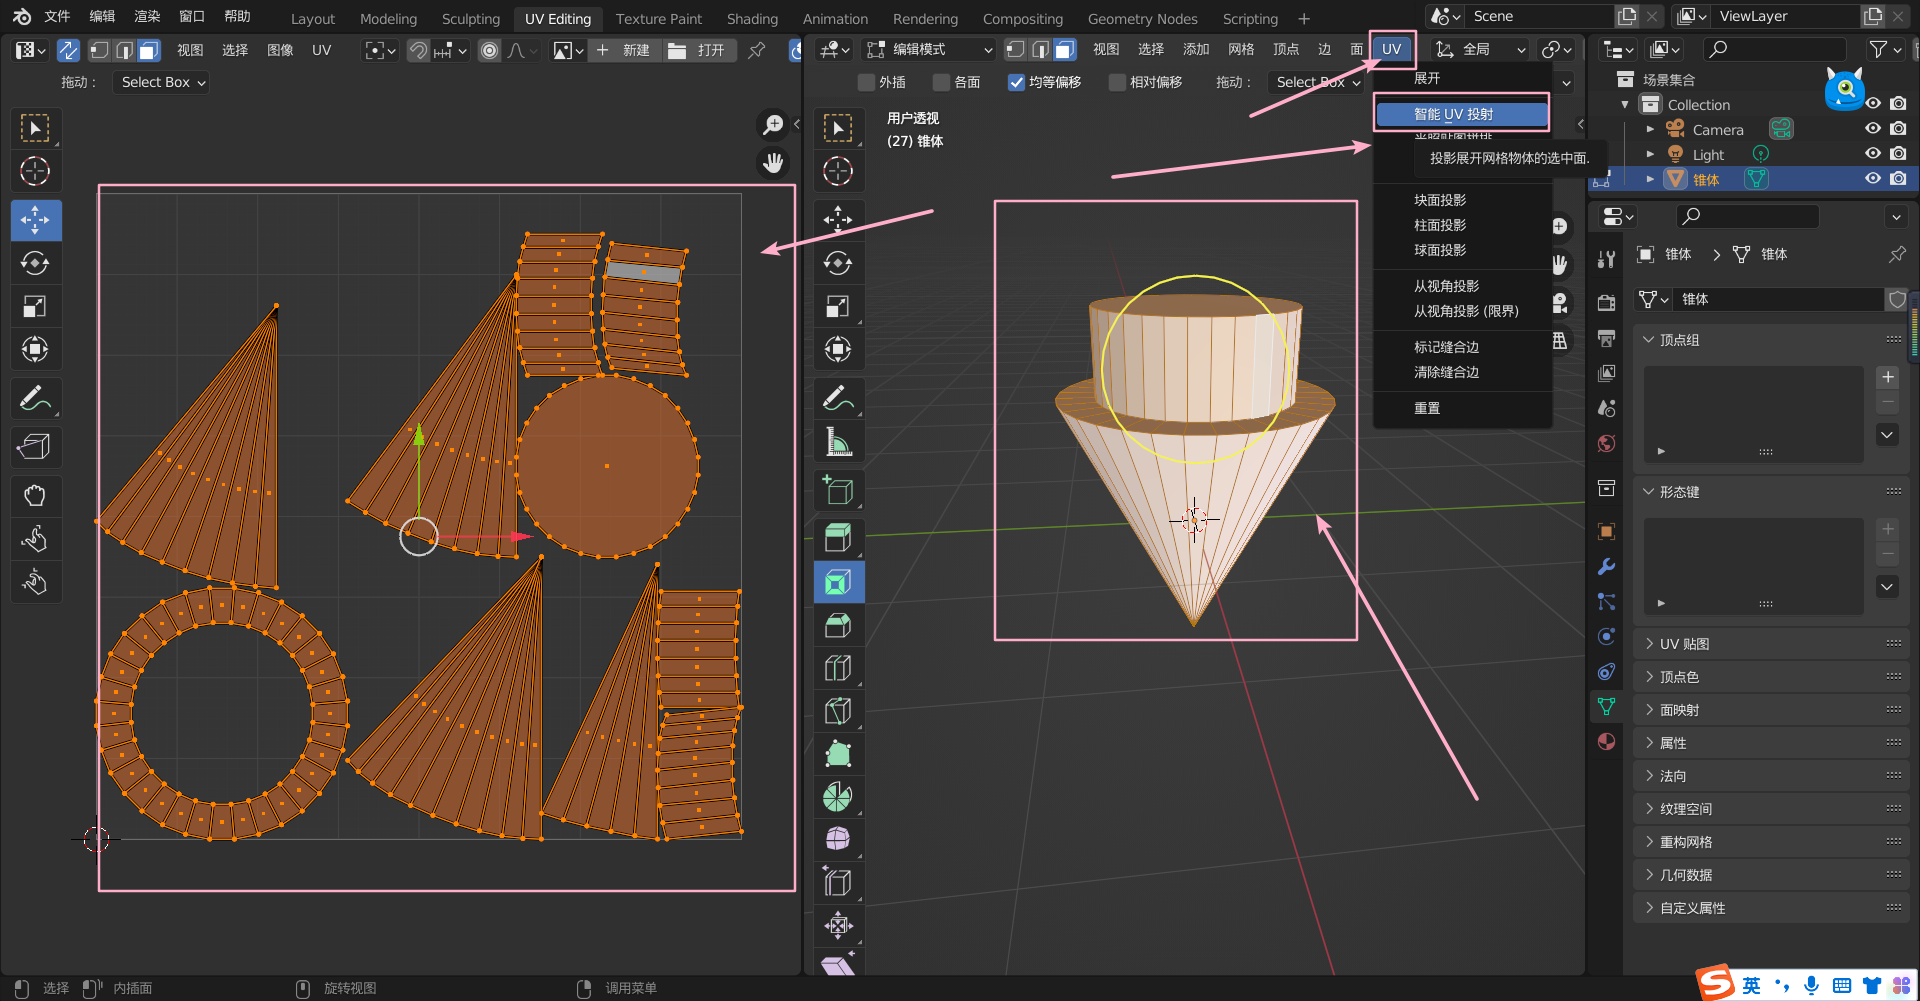 文件 编辑 渲染 窗口 帮助 Layout Modeling Sculpting UV Editing Texture Paint Shading Animation Rendering Compositing Geometry Nodes Scripting + Scene ViewLayer
视图 选择 图像 UV 新建 打开
拖动： Select Box
编辑模式 视图 选择 添加 网格 顶点 边 面 UV 全局
外插 各面 均等偏移 相对偏移 拖动： Select Box
用户透视
(27) 锥体
展开
智能 UV 投射
投影展开网格物体的选中面.
块面投影
柱面投影
球面投影
从视角投影
从视角投影 (限界)
标记缝合边
清除缝合边
重置
场景集合
Collection
Camera
Light
锥体
锥体 锥体
锥体
顶点组
形态键
UV 贴图
顶点色
面映射
属性
法向
纹理空间
重构网格
几何数据
自定义属性
选择 内插面 旋转视图 调用菜单
英